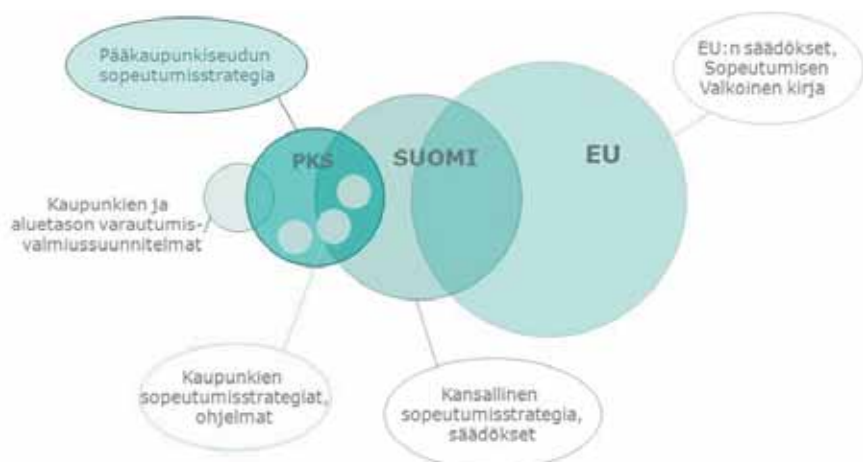 Pääkaupunkiseudun
sopeutumisstrategia
EU:n säädökset,
Sopeutumisen
Valkoinen kirja
PKS
SUOMI
EU
Kaupunkien ja
aluetason varautumis-
valmiussuunnitelmat
Kaupunkien
sopeutumisstrategiat,
ohjelmat
Kansallinen
sopeutumisstrategia,
säädökset